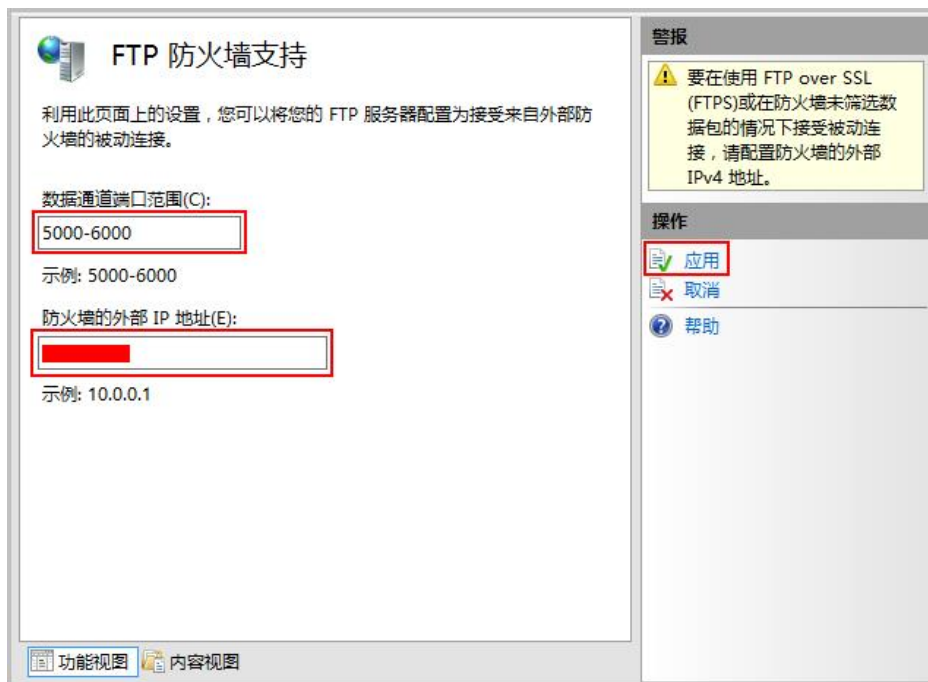 FTP 防火墙支持
利用此页面上的设置，您可以将您的 FTP 服务器配置为接受来自外部防
火墙的被动连接。
数据通道端口范围(C):
5000-6000
示例: 5000-6000
防火墙的外部 IP 地址(E):
示例: 10.0.0.1
功能视图
内容视图
警报
要在使用 FTP over SSL
(FTPS)或在防火墙未筛选数
据包的情况下接受被动连
接，请配置防火墙的外部
IPv4 地址。
操作
应用
取消
帮助